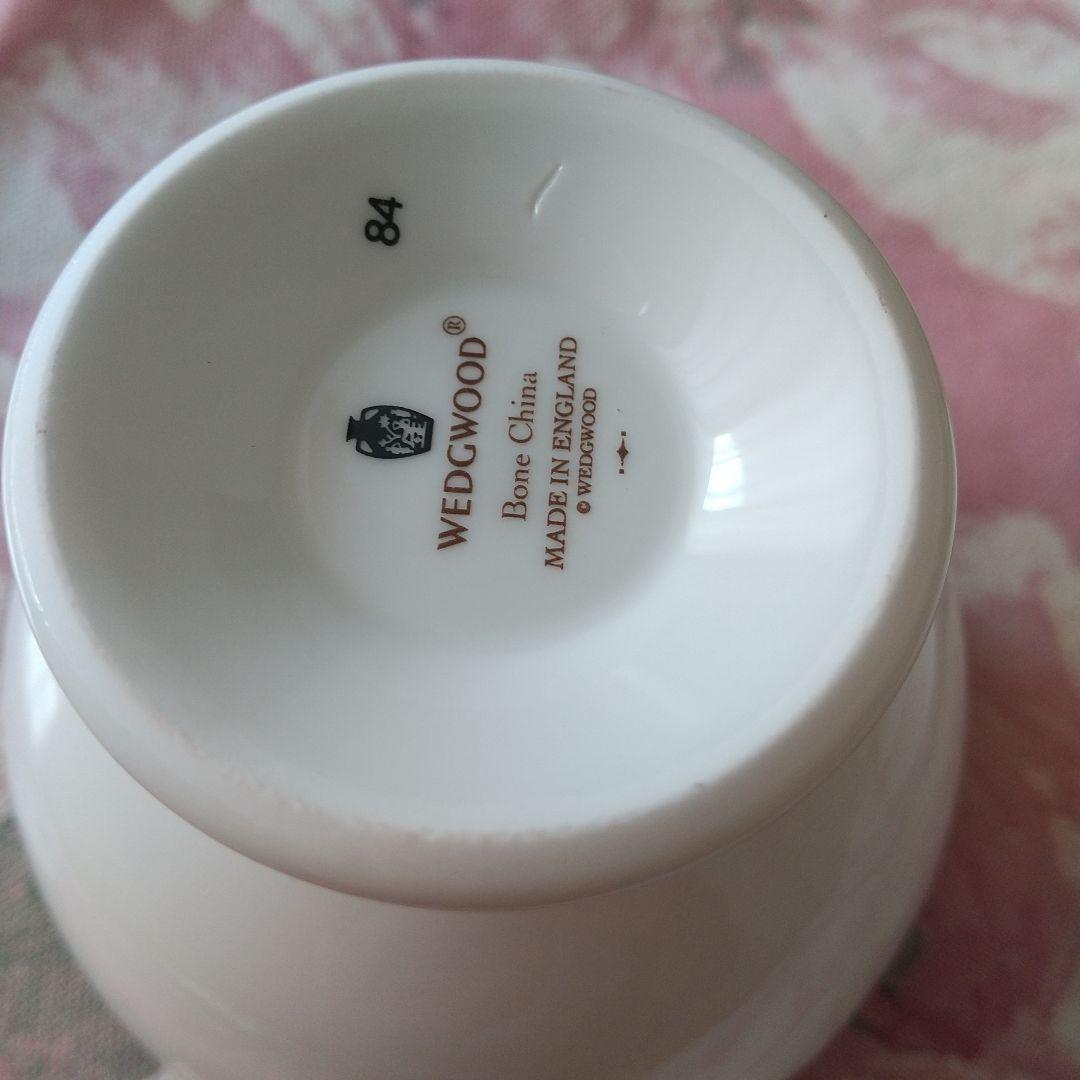 84
WEDGWOOD®
Bone China
MADE IN ENGLAND
© WEDGWOOD